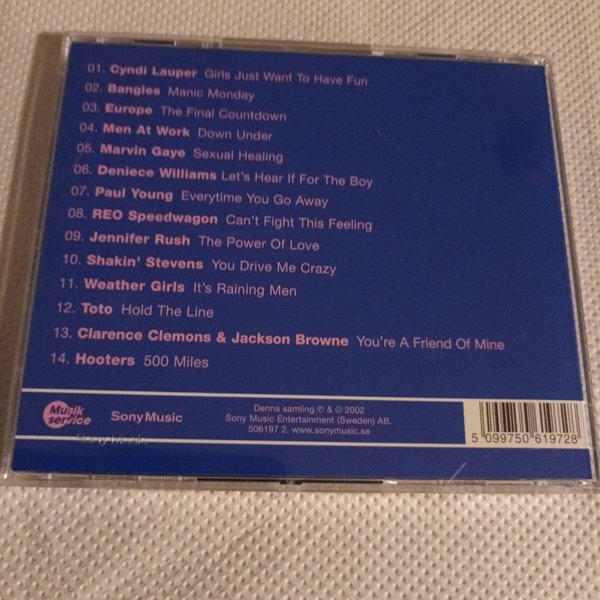 01. Cyndi Lauper Girls Just Want To Have Fun
02. Bangles Manic Monday
03. Europe The Final Countdown
04. Men At Work Down Under
05. Marvin Gaye Sexual Healing
06. Deniece Williams Let's Hear If For The Boy
07. Paul Young Everytime You Go Away
08. REO Speedwagon Can't Fight This Feeling
09. Jennifer Rush The Power Of Love
10. Shakin' Stevens You Drive Me Crazy
11. Weather Girls It's Raining Men
12. Toto Hold The Line
13. Clarence Clemons & Jackson Browne You're A Friend Of Mine
14. Hooters 500 Miles
Musik
service
Sony Music
Denna samling ℗ & © 2002
Sony Music Entertainment (Sweden) AB.
506197 2. www.sonymusic.se
5 099750 619728
Sony Music